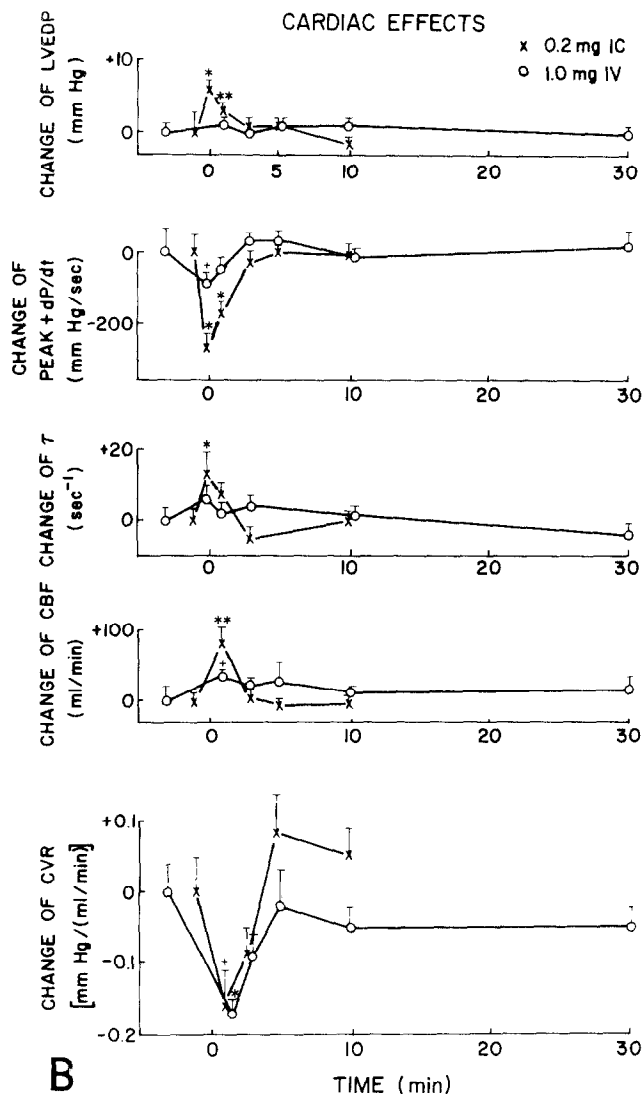 CARDIAC EFFECTS
x 0.2 mg IC
o 1.0 mg IV
CHANGE OF LVEDP
(mm Hg)
+10
0
* **
0 5 10 20 30
CHANGE OF
PEAK + dP/dt
(mm Hg/sec)
0
-200
+
* *
0 10 20 30
CHANGE OF τ
(sec⁻¹)
+20
0
*
0 10 20 30
CHANGE OF CBF
(ml/min)
+100
0
**
+
0 10 20 30
CHANGE OF CVR
[mm Hg/(ml/min)]
+0.1
0
-0.1
-0.2
+
*
0 10 20 30
B
TIME (min)